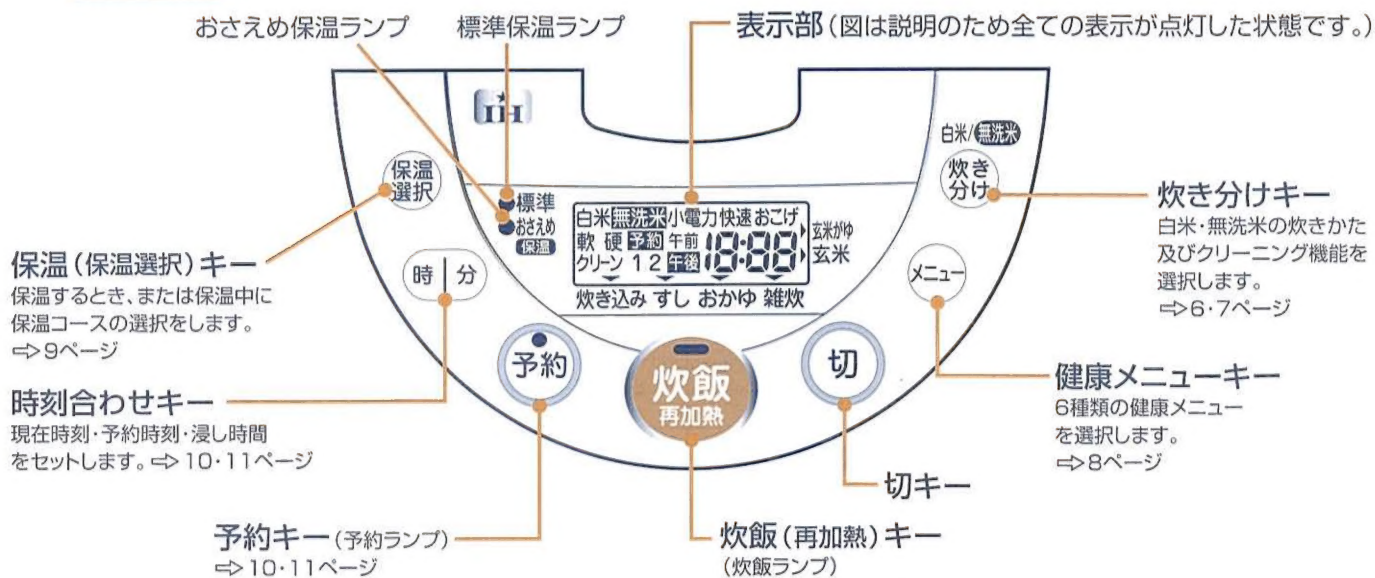 おさえめ保温ランプ
標準保温ランプ
表示部(図は説明のため全ての表示が点灯した状態です。)
IH
白米/無洗米
保温
選択
炊き
分け
標準
おさえめ
保温
白米 無洗米 小電力 快速 おこげ
玄米がゆ
軟 硬 予約 午前
クリーン 1 2 午後 18:88
玄米
炊き込み すし おかゆ 雑炊
炊き分けキー
白米・無洗米の炊きかた
及びクリーニング機能を
選択します。
⇨6・7ページ
保温(保温選択)キー
保温するとき、または保温中に
保温コースの選択をします。
⇨9ページ
時 分
メニュー
予約
炊飯
再加熱
切
時刻合わせキー
現在時刻・予約時刻・浸し時間
をセットします。⇨10・11ページ
健康メニューキー
6種類の健康メニュー
を選択します。
⇨8ページ
切キー
予約キー(予約ランプ)
⇨10・11ページ
炊飯(再加熱)キー
(炊飯ランプ)